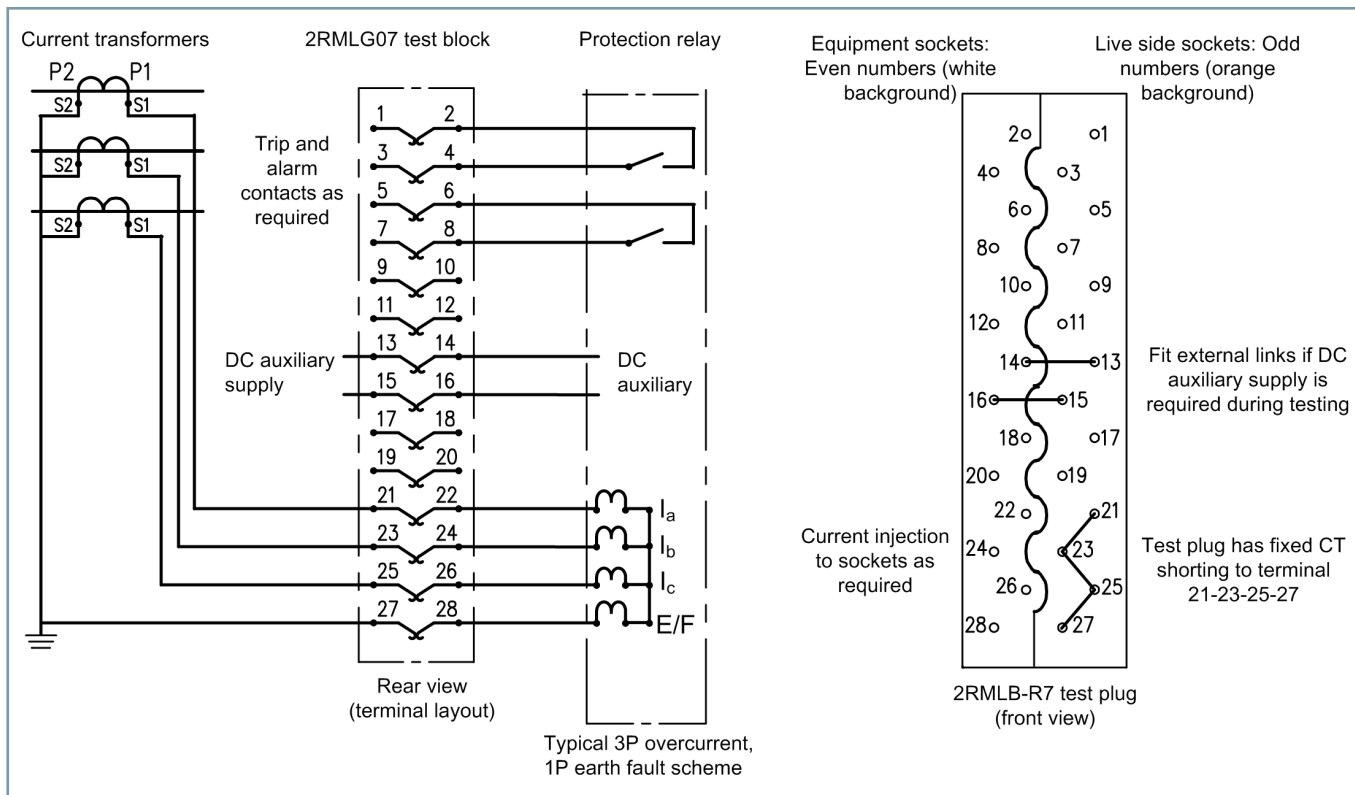 Current transformers
P2 P1
S2 S1
S2 S1
S2 S1
2RMLG07 test block
Trip and
alarm
contacts as
required
DC auxiliary
supply
1 2
3 4
5 6
7 8
9 10
11 12
13 14
15 16
17 18
19 20
21 22
23 24
25 26
27 28
Rear view
(terminal layout)
Protection relay
DC
auxiliary
Ia
Ib
Ic
E/F
Typical 3P overcurrent,
1P earth fault scheme
Equipment sockets:
Even numbers (white
background)
Live side sockets: Odd
numbers (orange
background)
2 1
4 3
6 5
8 7
10 9
12 11
14 13
16 15
18 17
20 19
22 21
24 23
26 25
28 27
Fit external links if DC
auxiliary supply is
required during testing
Current injection
to sockets as
required
Test plug has fixed CT
shorting to terminal
21-23-25-27
2RMLB-R7 test plug
(front view)